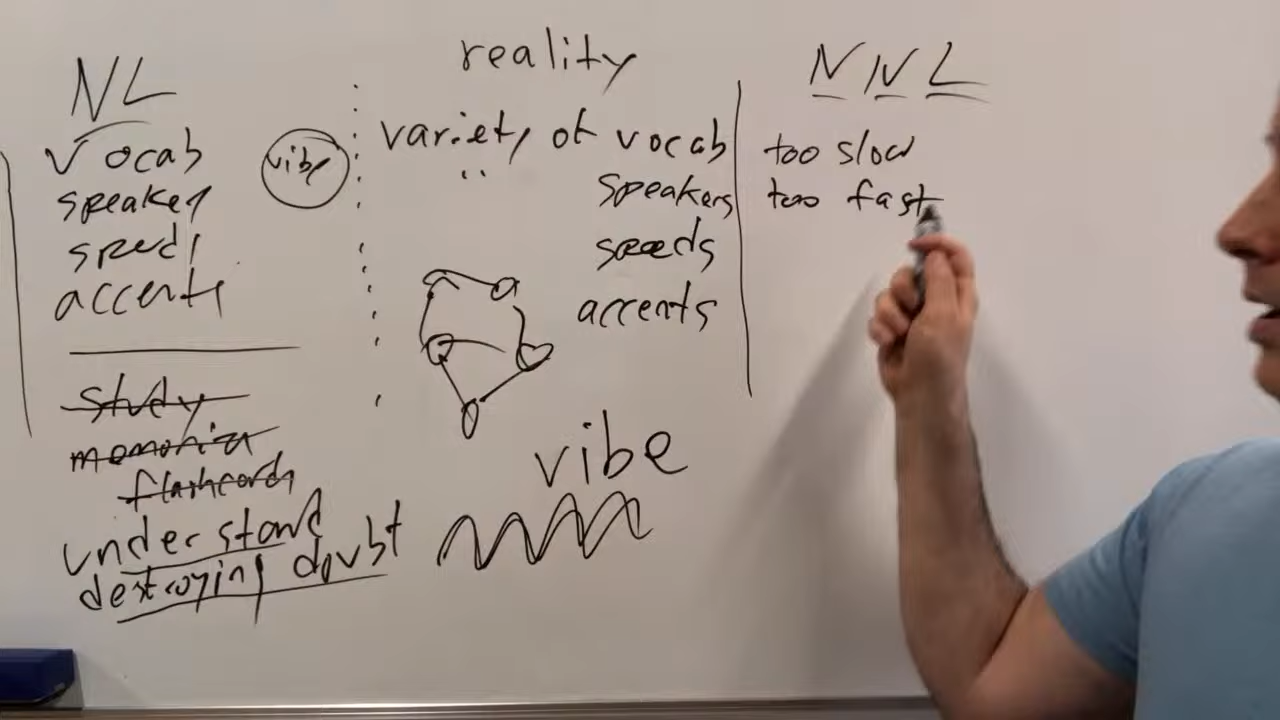 NL
vocab
speaker
speed
accents
study
memorize
flashcards
understand
destroying doubt
vibe
reality
variety of vocab
" speakers
speeds
accents
vibe
NNL
too slow
too fast